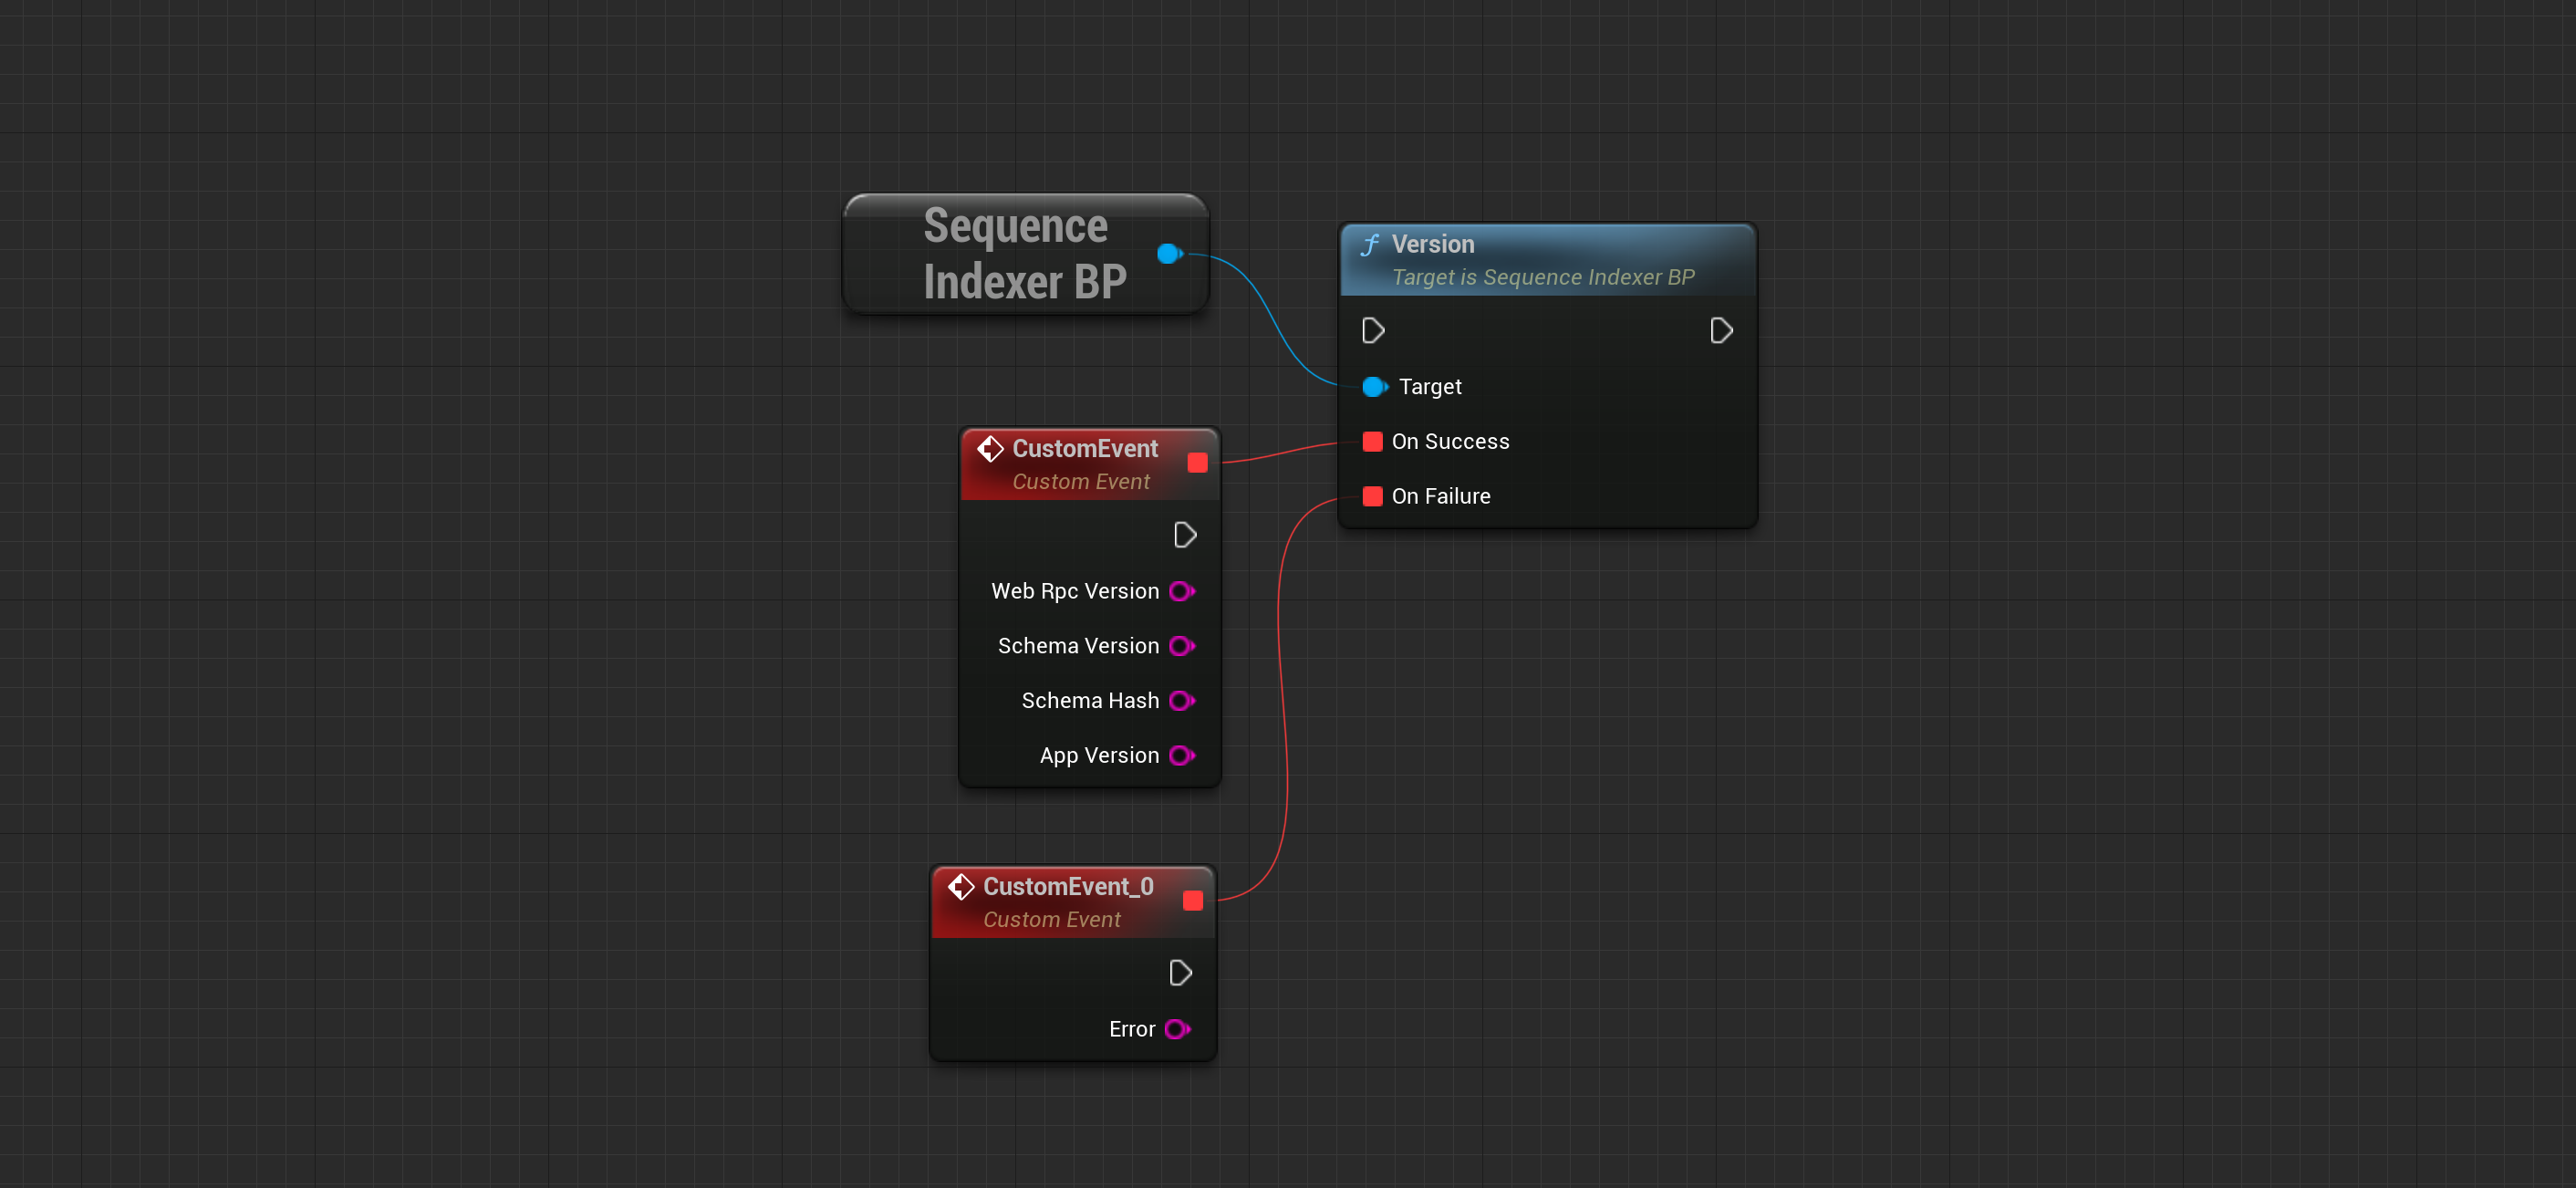 Sequence
Indexer BP
f Version
Target is Sequence Indexer BP
Target
On Success
On Failure
CustomEvent
Custom Event
Web Rpc Version
Schema Version
Schema Hash
App Version
CustomEvent_0
Custom Event
Error